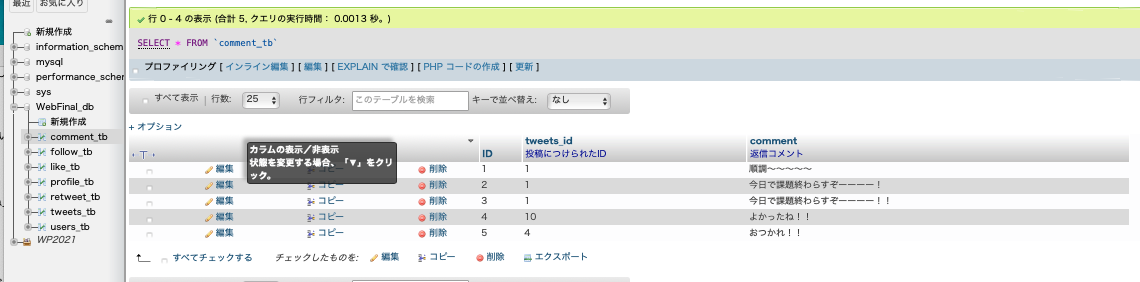 最近 お気に入り
新規作成
information_schem
mysql
performance_schem
sys
WebFinal_db
新規作成
comment_tb
follow_tb
like_tb
profile_tb
retweet_tb
tweets_tb
users_tb
WP2021
行 0 - 4 の表示 (合計 5, クエリの実行時間： 0.0013 秒。)
SELECT * FROM `comment_tb`
プロファイリング [ インライン編集 ] [ 編集 ] [ EXPLAIN で確認 ] [ PHP コードの作成 ] [ 更新 ]
すべて表示 | 行数: 25 行フィルタ: このテーブルを検索 キーで並べ替え: なし
+ オプション
カラムの表示／非表示
状態を変更する場合、「▼」をクリ
ック。
ID tweets_id 投稿につけられたID comment 返信コメント
編集 コピー 削除 1 1 順調〜〜〜〜〜
編集 コピー 削除 2 1 今日で課題終わらすぞーーーー！
編集 コピー 削除 3 1 今日で課題終わらすぞーーーー！！
編集 コピー 削除 4 10 よかったね！！
編集 コピー 削除 5 4 おつかれ！！
すべてチェックする チェックしたものを: 編集 コピー 削除 エクスポート